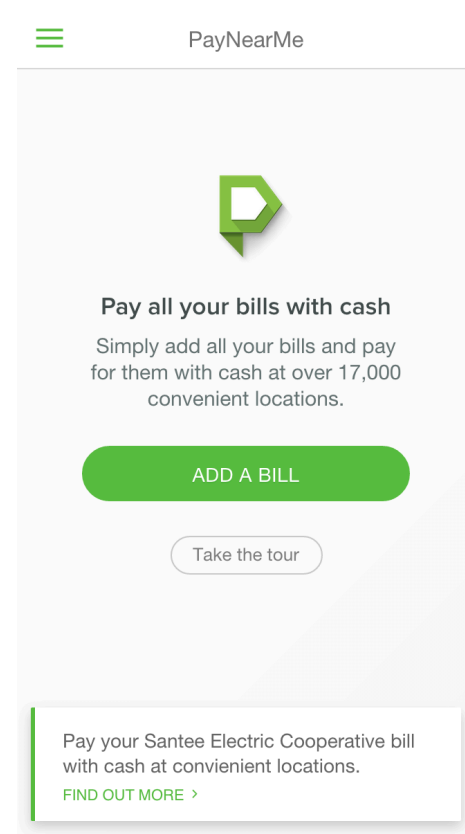 PayNearMe
Pay all your bills with cash
Simply add all your bills and pay
for them with cash at over 17,000
convenient locations.
ADD A BILL
Take the tour
Pay your Santee Electric Cooperative bill
with cash at convienient locations.
FIND OUT MORE >